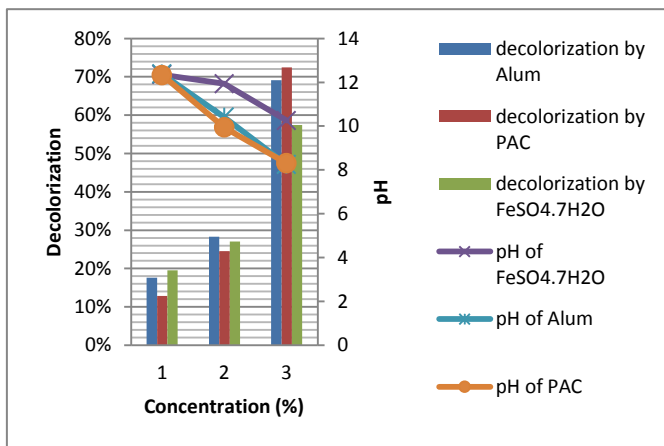 80%
70%
60%
50%
40%
30%
20%
10%
0%
Decolorization
14
12
10
8
6
4
2
0
pH
1 2 3
Concentration (%)
decolorization by
Alum
decolorization by
PAC
decolorization by
FeSO4.7H2O
pH of
FeSO4.7H2O
pH of Alum
pH of PAC